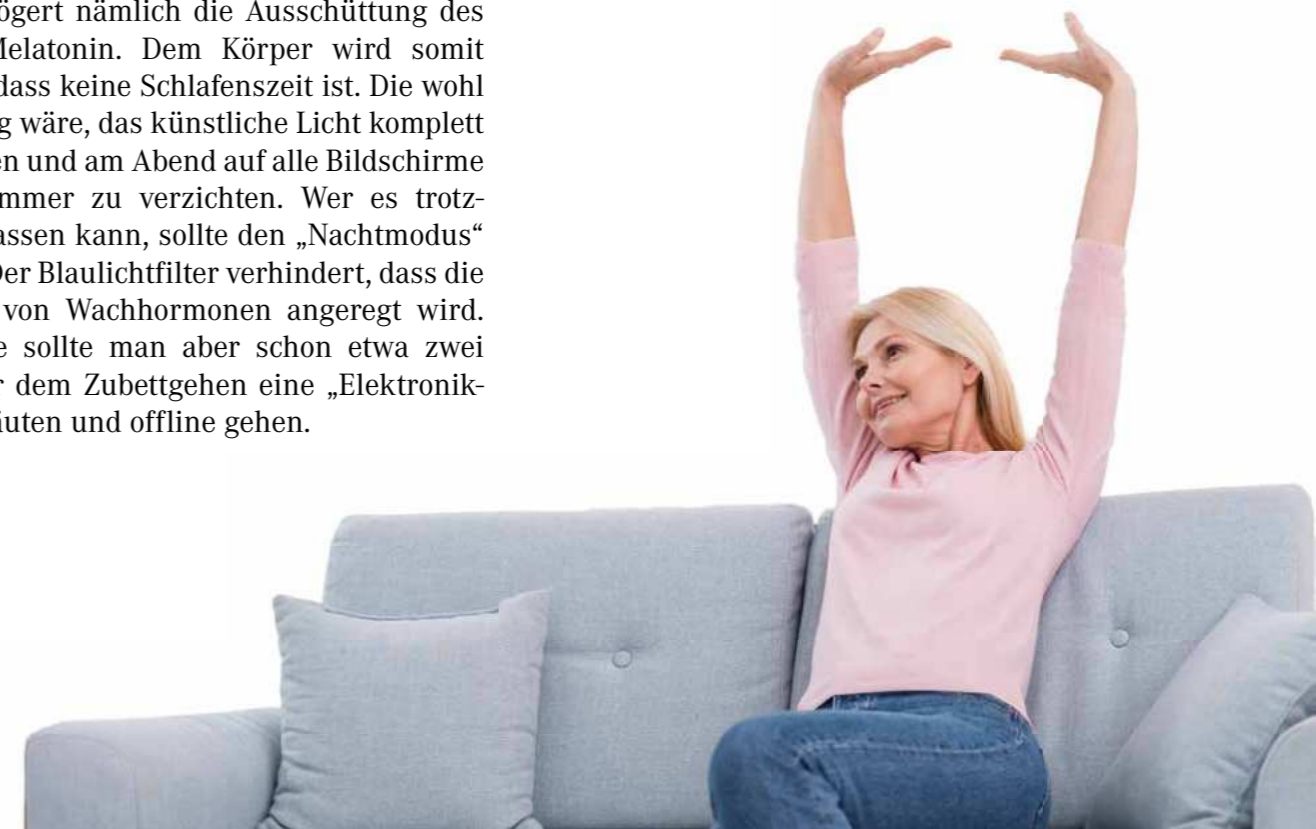 ögert nämlich die Ausschüttung des
Melatonin. Dem Körper wird somit
dass keine Schlafenszeit ist. Die wohl
g wäre, das künstliche Licht komplett
en und am Abend auf alle Bildschirme
mmer zu verzichten. Wer es trotz-
assen kann, sollte den „Nachtmodus“
Der Blaulichtfilter verhindert, dass die
von Wachhormonen angeregt wird.
e sollte man aber schon etwa zwei
r dem Zubettgehen eine „Elektronik-
äuten und offline gehen.